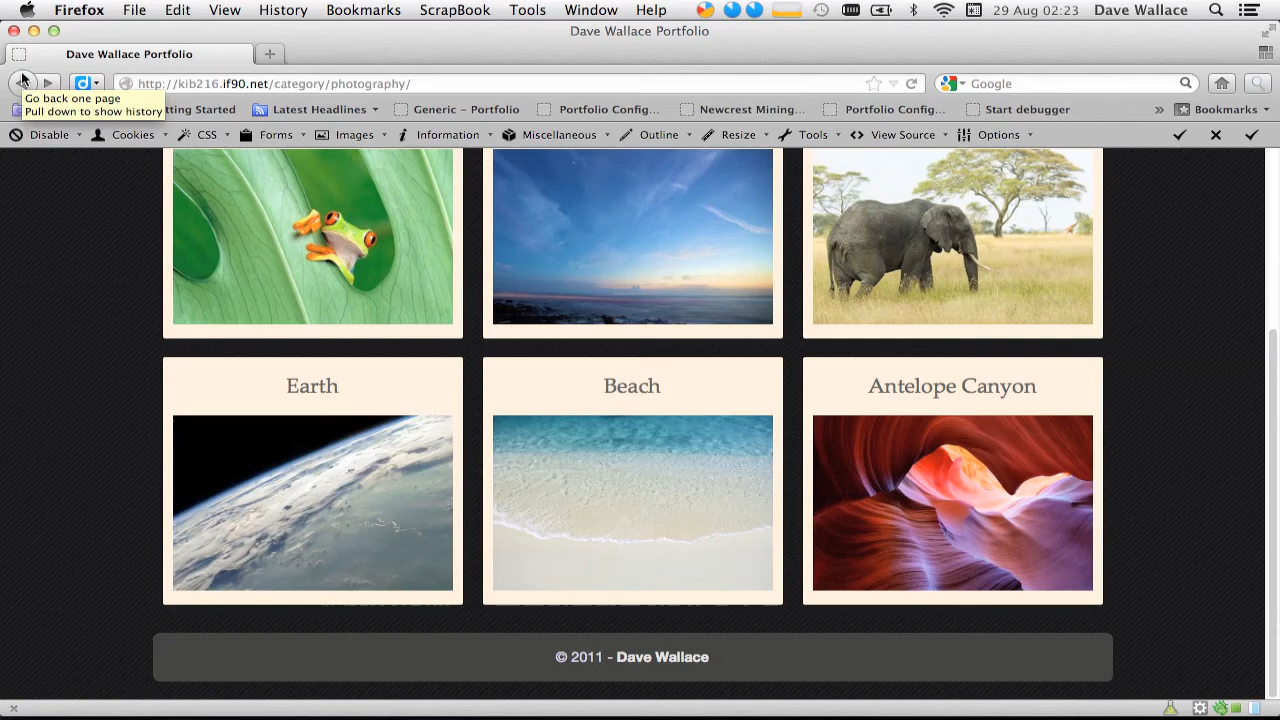 Firefox File Edit View History Bookmarks ScrapBook Tools Window Help 29 Aug 02:23 Dave Wallace
Dave Wallace Portfolio
Dave Wallace Portfolio
http://kib216.if90.net/category/photography/ Google
Go back one page
Pull down to show history
tting Started Latest Headlines Generic – Portfolio Portfolio Config... Newest Ming... Portfolio Config... Start debugger » Bookmarks
Disable Cookies CSS Forms Images Information Miscellaneous Outline Resize Tools View Source Options
Earth Beach Antelope Canyon
© 2011 - Dave Wallace